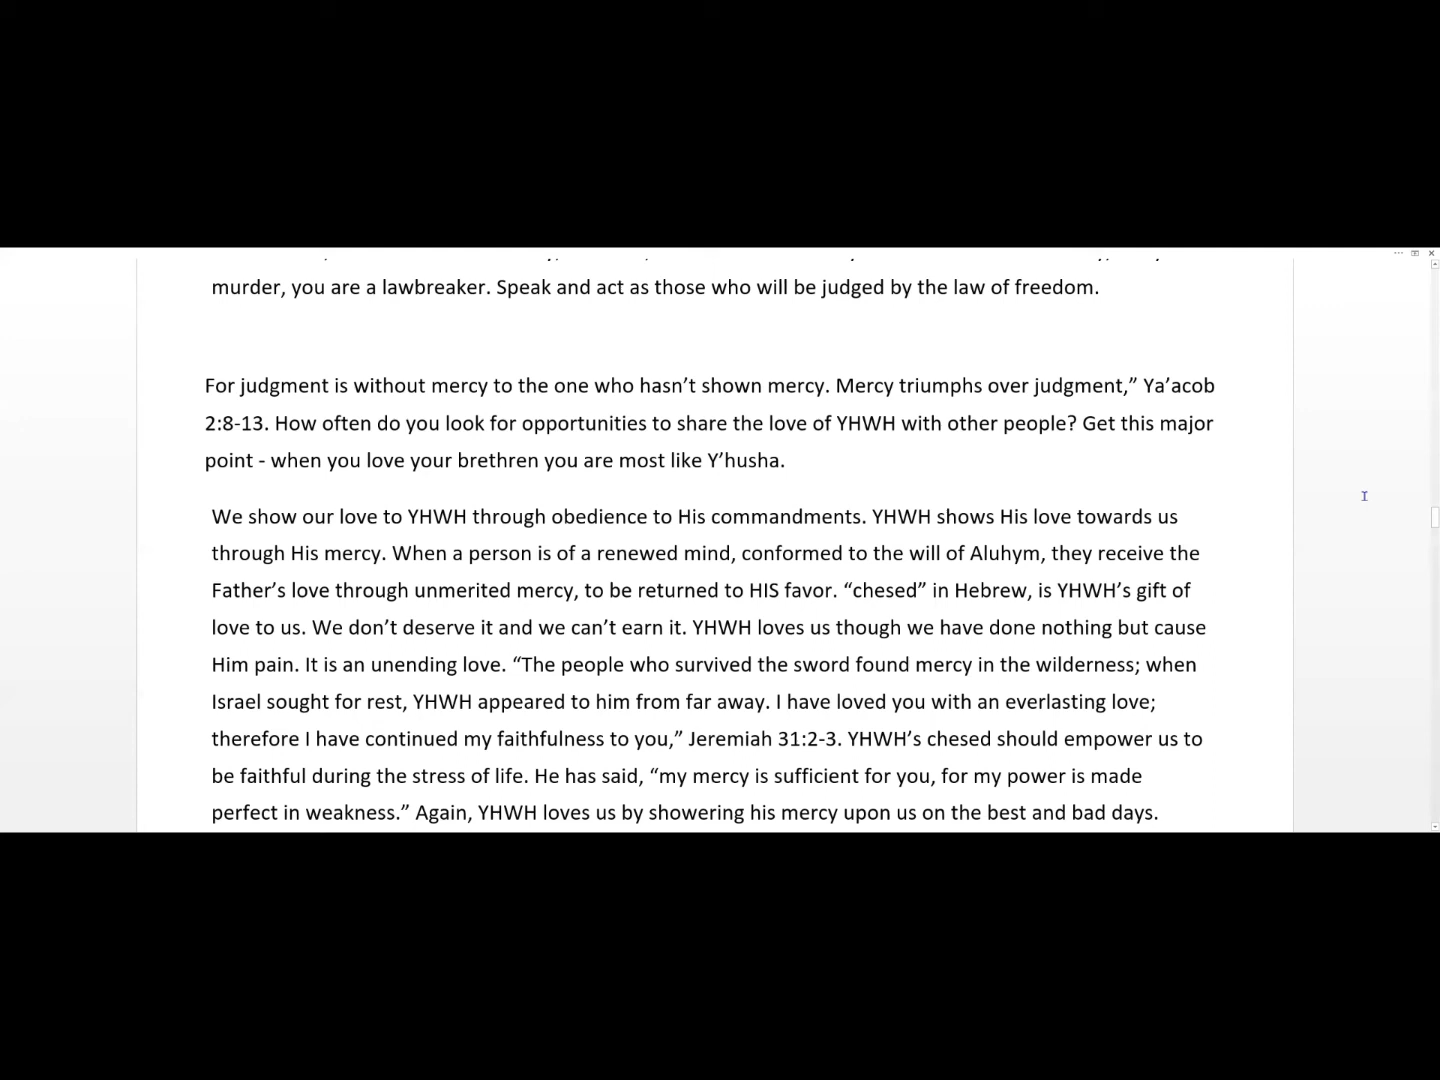 murder, you are a lawbreaker. Speak and act as those who will be judged by the law of freedom.
For judgment is without mercy to the one who hasn’t shown mercy. Mercy triumphs over judgment,” Ya’acob
2:8-13. How often do you look for opportunities to share the love of YHWH with other people? Get this major
point - when you love your brethren you are most like Y’husha.
We show our love to YHWH through obedience to His commandments. YHWH shows His love towards us
through His mercy. When a person is of a renewed mind, conformed to the will of Aluhym, they receive the
Father’s love through unmerited mercy, to be returned to HIS favor. “chesed” in Hebrew, is YHWH’s gift of
love to us. We don’t deserve it and we can’t earn it. YHWH loves us though we have done nothing but cause
Him pain. It is an unending love. “The people who survived the sword found mercy in the wilderness; when
Israel sought for rest, YHWH appeared to him from far away. I have loved you with an everlasting love;
therefore I have continued my faithfulness to you,” Jeremiah 31:2-3. YHWH’s chesed should empower us to
be faithful during the stress of life. He has said, “my mercy is sufficient for you, for my power is made
perfect in weakness.” Again, YHWH loves us by showering his mercy upon us on the best and bad days.